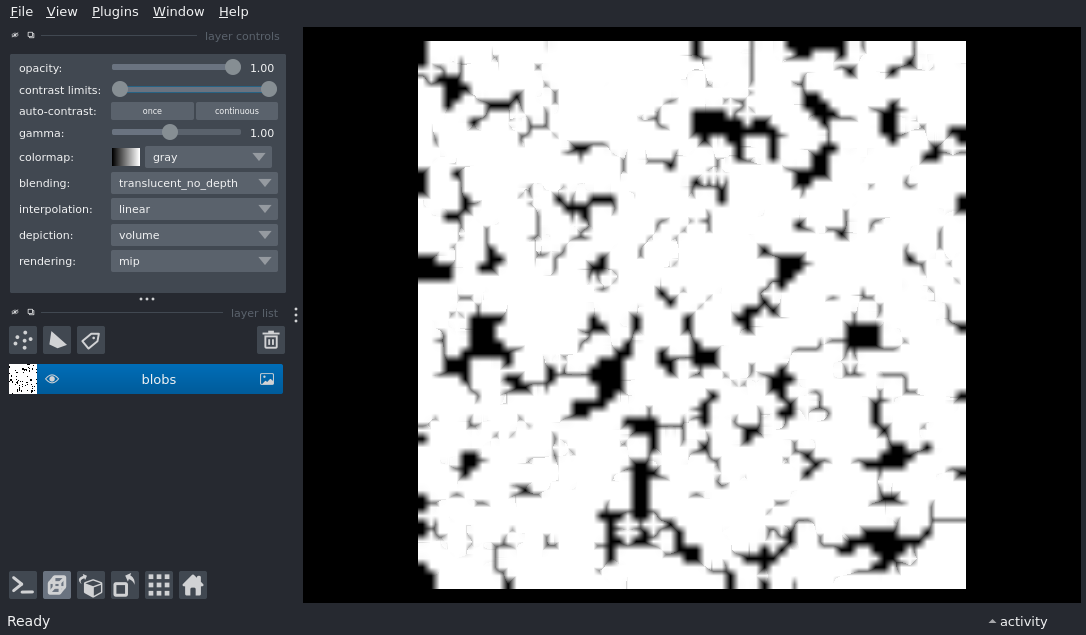 File View Plugins Window Help
layer controls
opacity: 1.00
contrast limits:
auto-contrast: once continuous
gamma: 1.00
colormap: gray
blending: translucent_no_depth
interpolation: linear
depiction: volume
rendering: mip
layer list
blobs
Ready activity